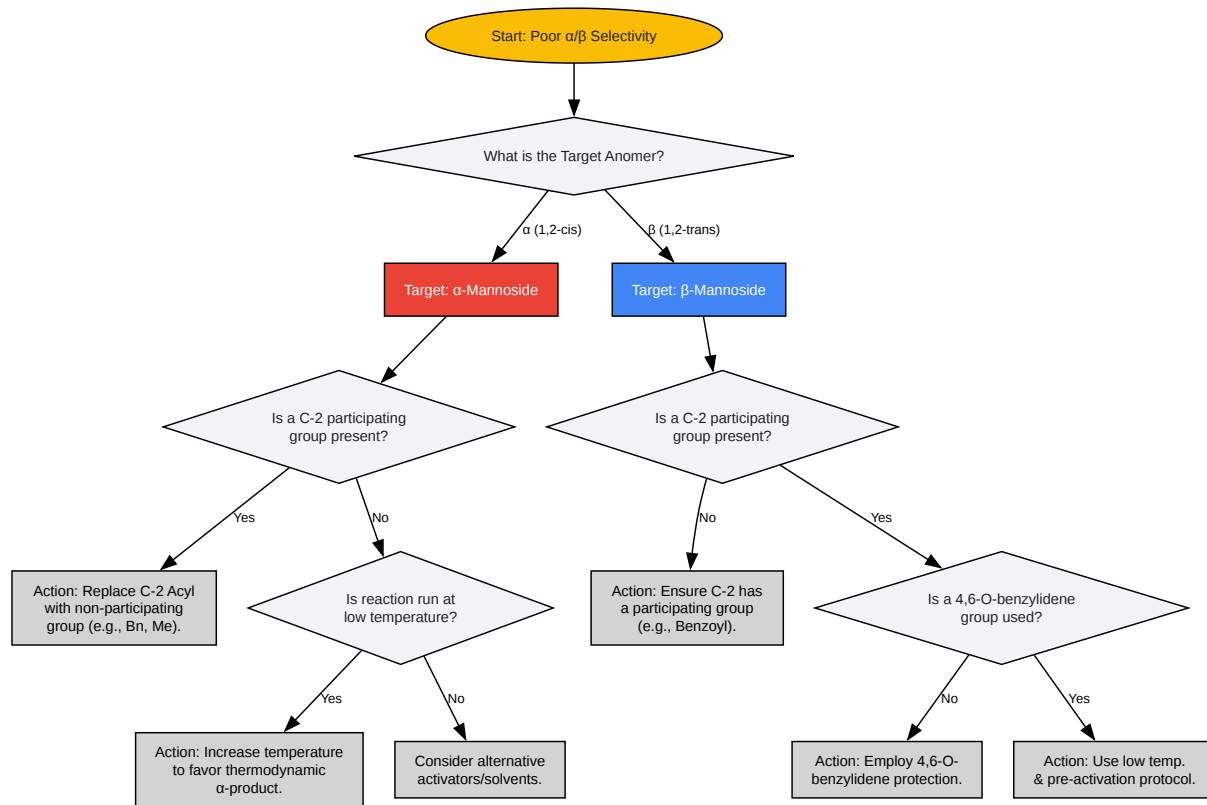 Start: Poor α/β Selectivity
What is the Target Anomer?
α (1,2-cis)
β (1,2-trans)
Target: α-Mannoside
Target: β-Mannoside
Is a C-2 participating
group present?
Is a C-2 participating
group present?
Yes
No
No
Yes
Action: Replace C-2 Acyl
with non-participating
group (e.g., Bn, Me).
Is reaction run at
low temperature?
Action: Ensure C-2 has
a participating group
(e.g., Benzoyl).
Is a 4,6-O-benzylidene
group used?
Yes
No
No
Yes
Action: Increase temperature
to favor thermodynamic
α-product.
Consider alternative
activators/solvents.
Action: Employ 4,6-O-
benzylidene protection.
Action: Use low temp.
& pre-activation protocol.